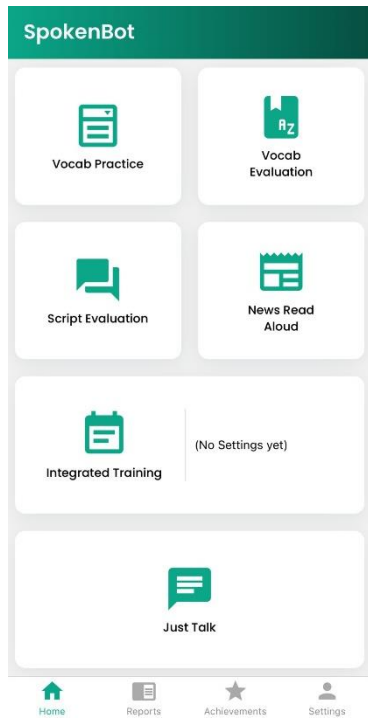 SpokenBot
Vocab Practice
Vocab
Evaluation
Script Evaluation
News Read
Aloud
Integrated Training
(No Settings yet)
Just Talk
Home
Reports
Achievements
Settings